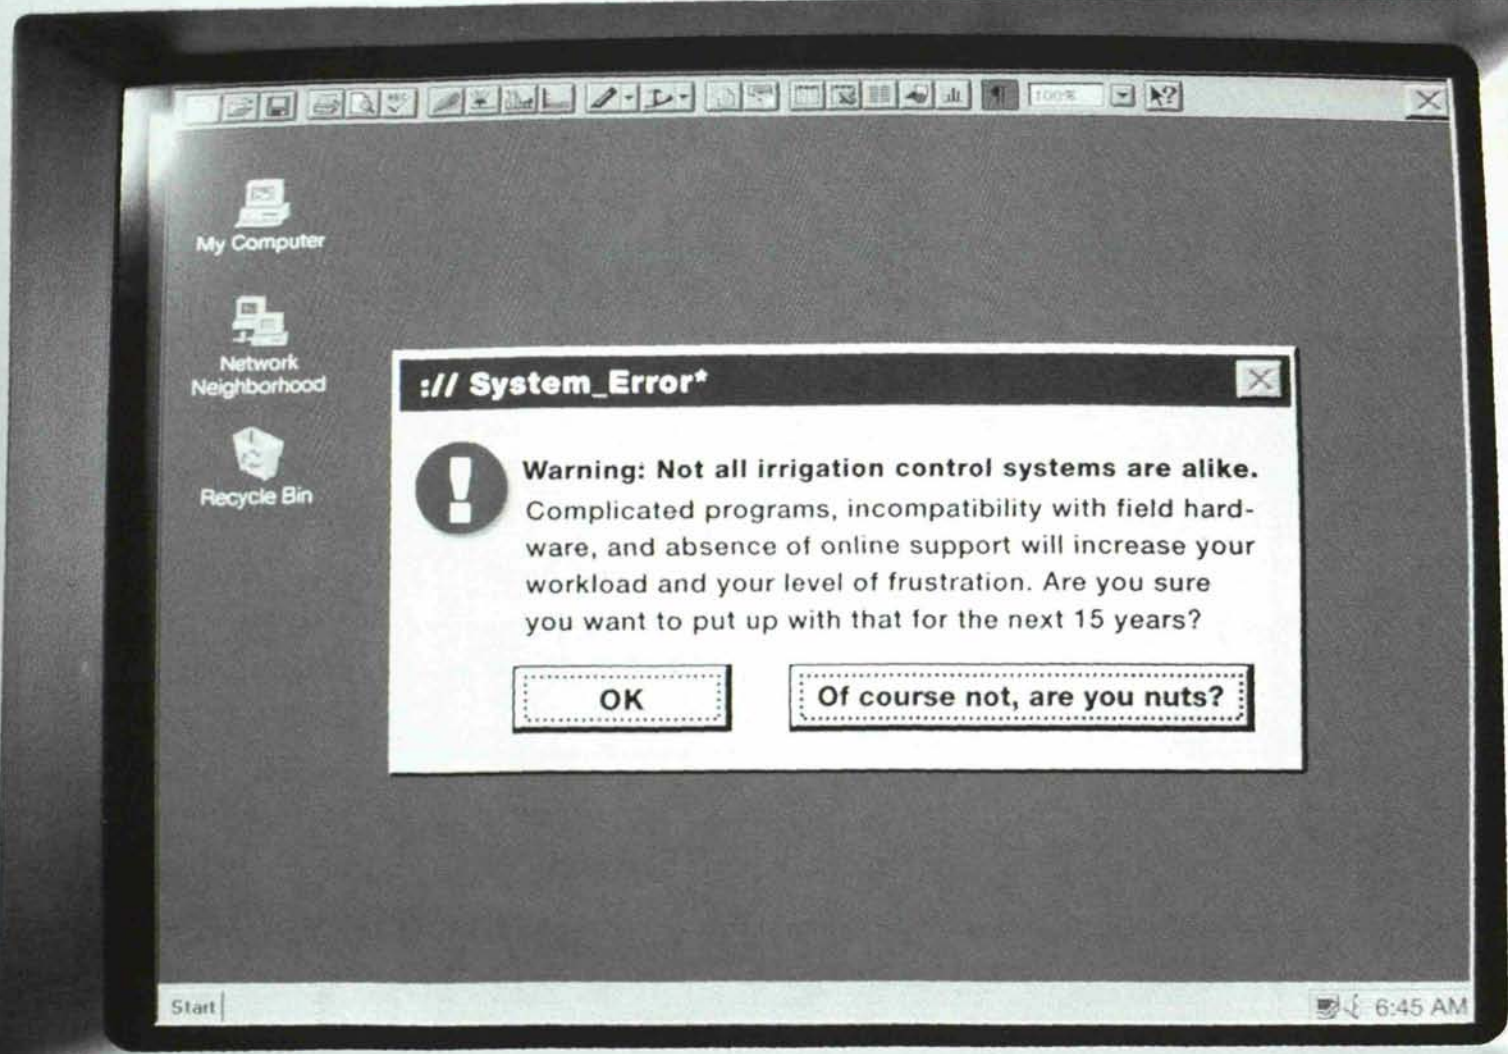 ABC
100%
My Computer
Network
Neighborhood
Recycle Bin
:// System_Error*
Warning: Not all irrigation control systems are alike.
Complicated programs, incompatibility with field hard-
ware, and absence of online support will increase your
workload and your level of frustration. Are you sure
you want to put up with that for the next 15 years?
OK
Of course not, are you nuts?
Start
6:45 AM